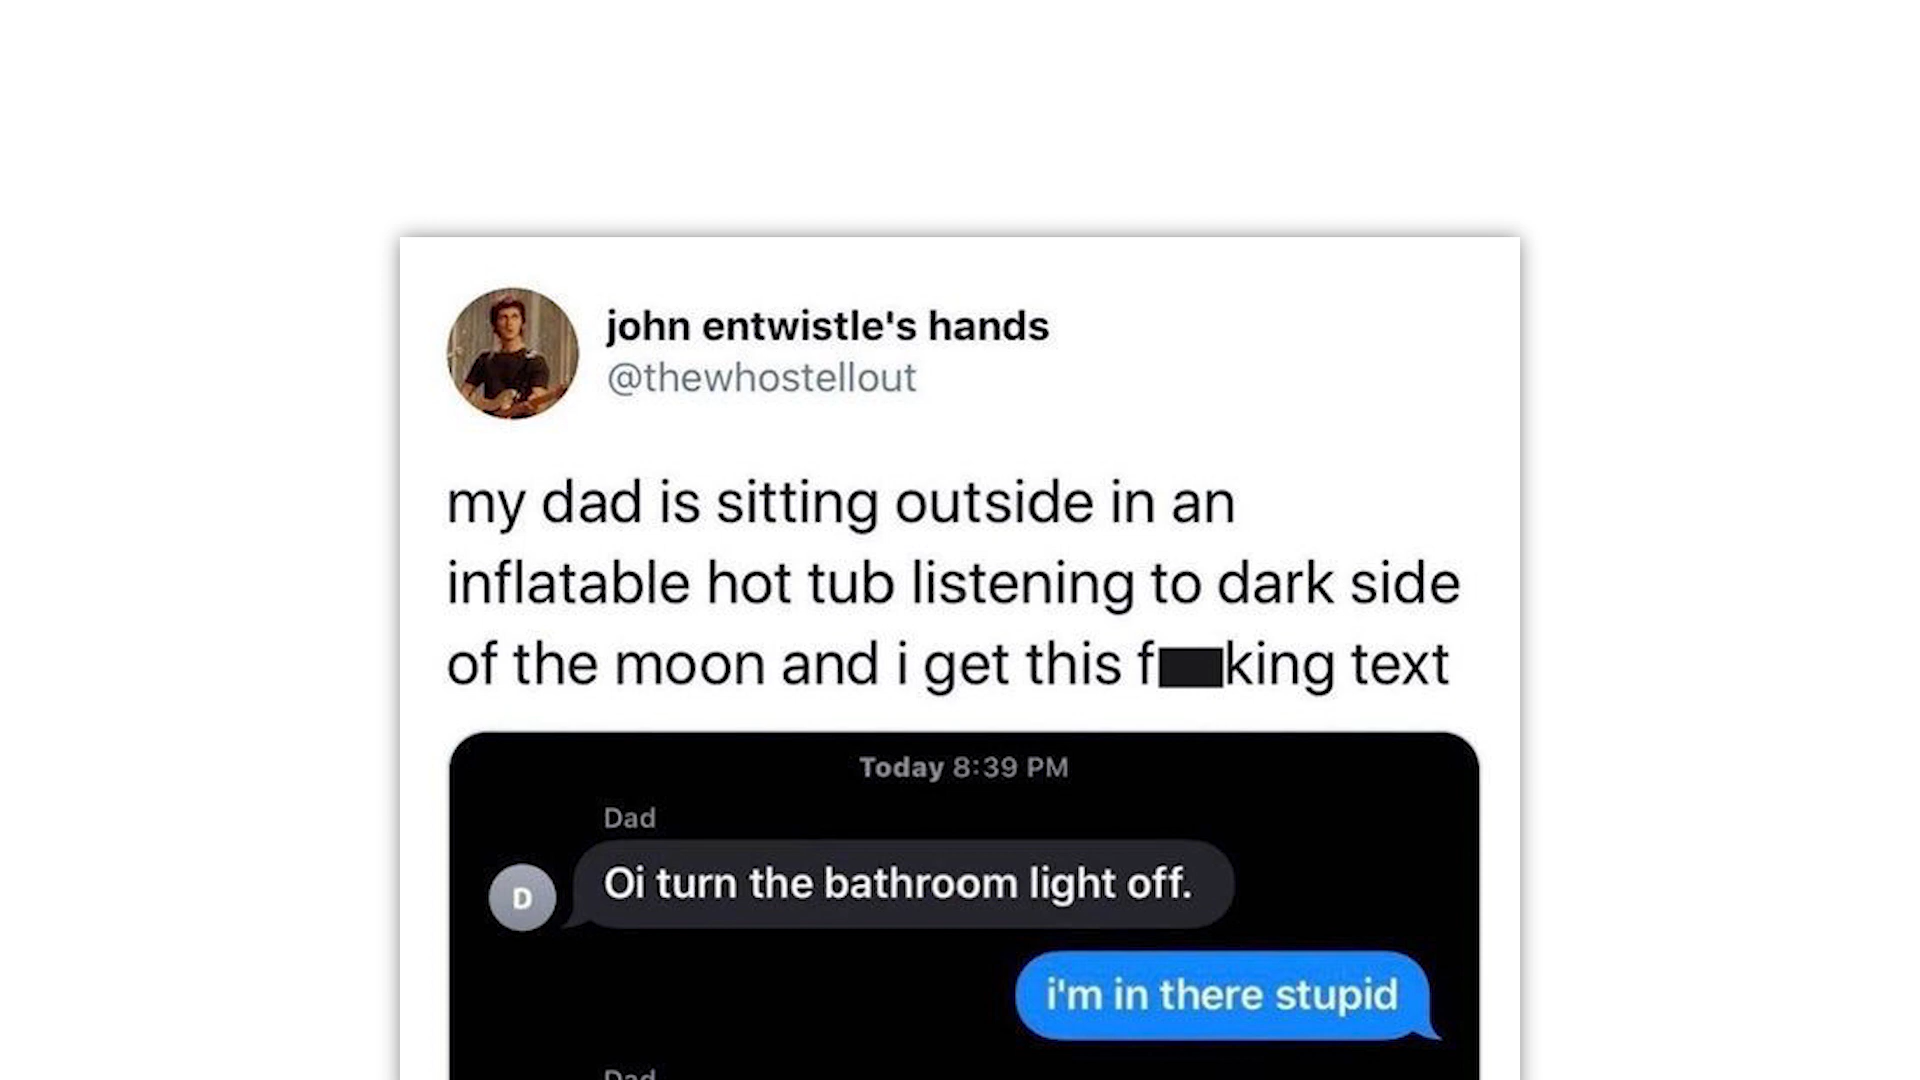 john entwistle's hands
@thewhostellout
my dad is sitting outside in an
inflatable hot tub listening to dark side
of the moon and i get this f██king text
Today 8:39 PM
Dad
D
Oi turn the bathroom light off.
i'm in there stupid
Dad